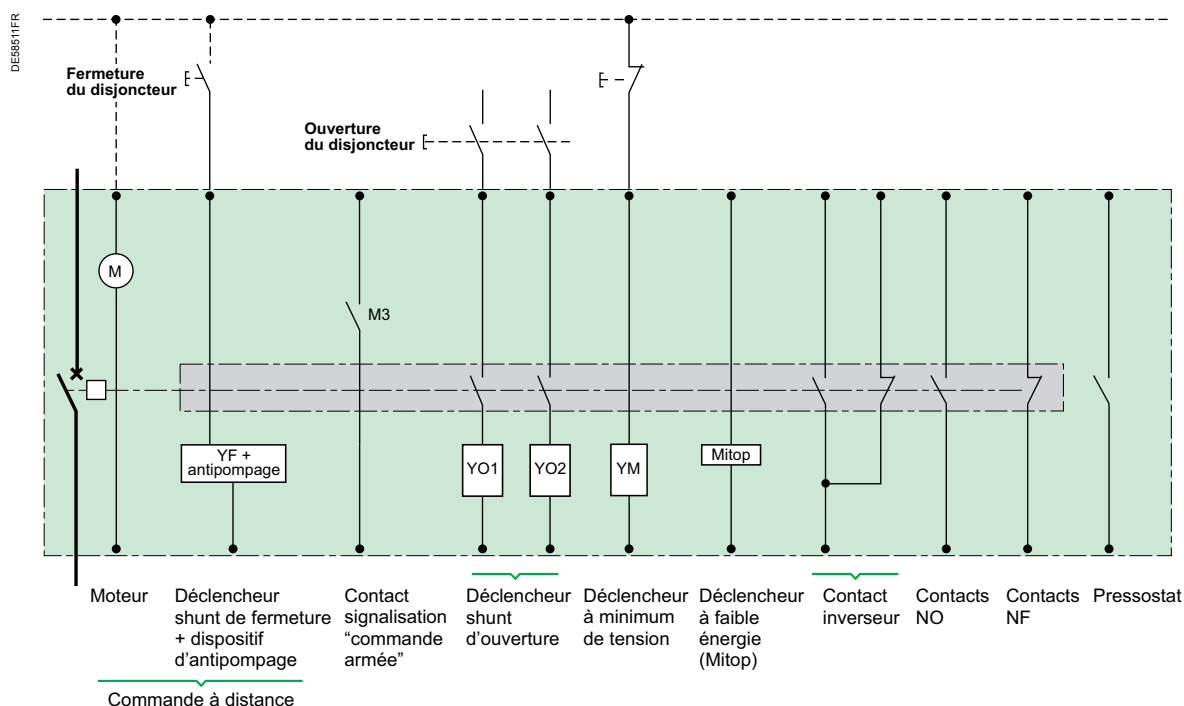 DE58511FR
Fermeture
du disjoncteur
Ouverture
du disjoncteur
M
M3
YF +
antipompage
YO1
YO2
YM
Mitop
Moteur
Déclencheur
shunt de fermeture
+ dispositif
d'antipompage
Contact
signalisation
“commande
armée”
Déclencheur
shunt
d'ouverture
Déclencheur
à minimum
de tension
Déclencheur
à faible
énergie
(Mitop)
Contact
inverseur
Contacts
NO
Contacts
NF
Pressostat
Commande à distance